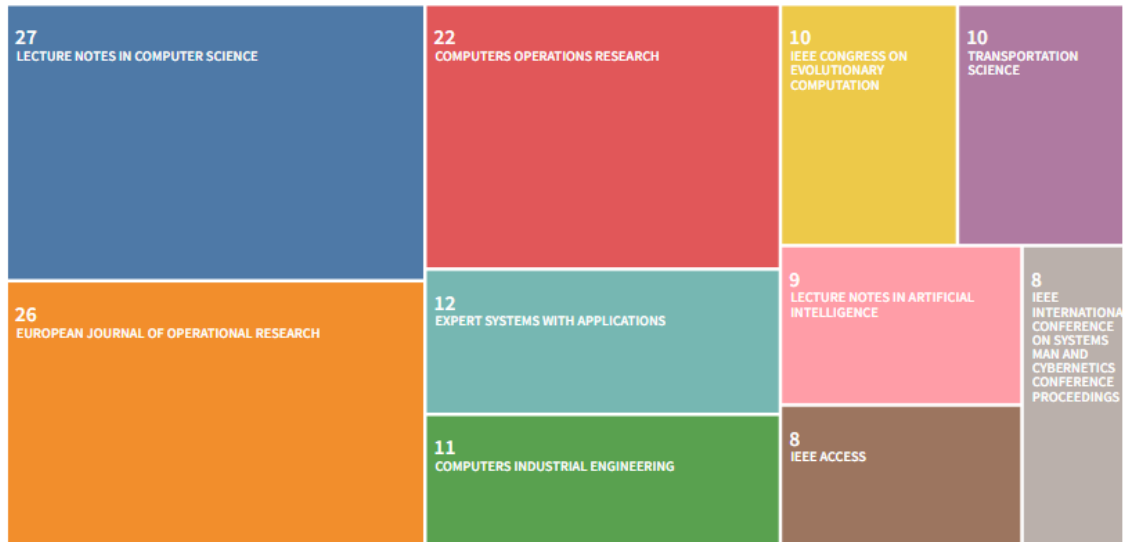 27
LECTURE NOTES IN COMPUTER SCIENCE
26
EUROPEAN JOURNAL OF OPERATIONAL RESEARCH
22
COMPUTERS OPERATIONS RESEARCH
12
EXPERT SYSTEMS WITH APPLICATIONS
11
COMPUTERS INDUSTRIAL ENGINEERING
10
IEEE CONGRESS ON
EVOLUTIONARY
COMPUTATION
10
TRANSPORTATION
SCIENCE
9
LECTURE NOTES IN ARTIFICIAL
INTELLIGENCE
8
IEEE ACCESS
8
IEEE
INTERNATIONA
CONFERENCE
ON SYSTEMS
MAN AND
CYBERNETICS
CONFERENCE
PROCEEDINGS